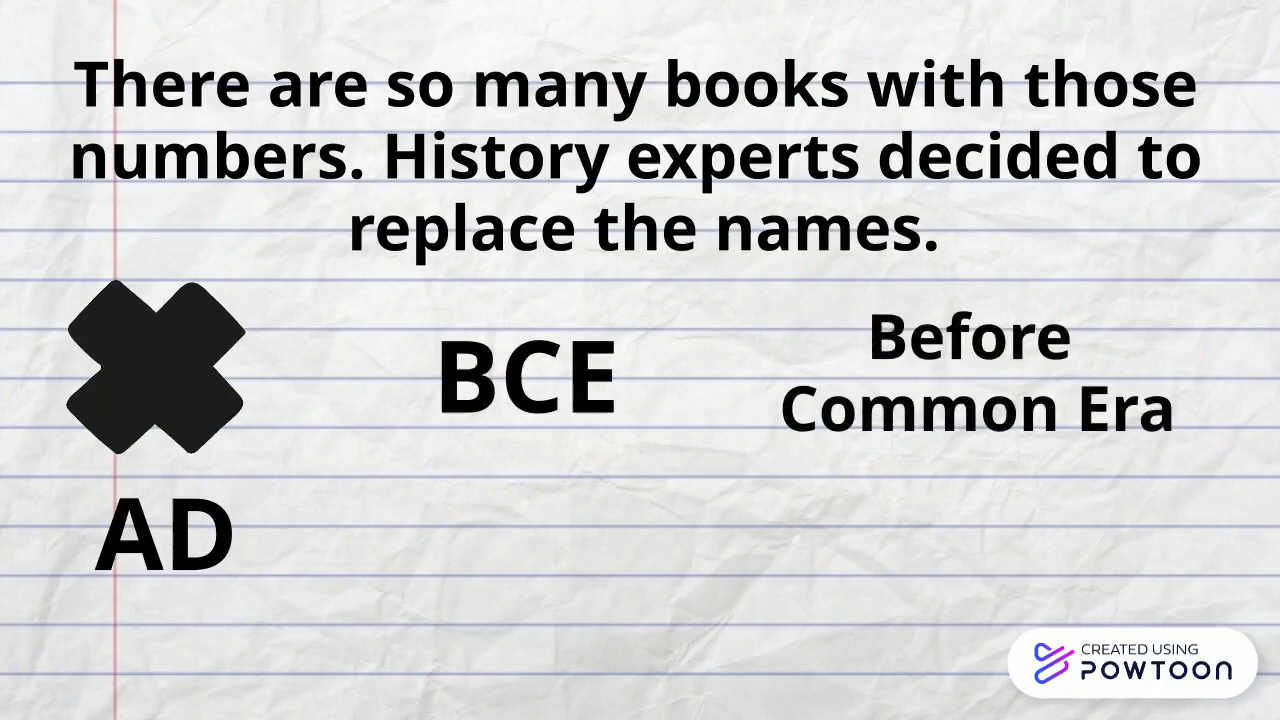 There are so many books with those
numbers. History experts decided to
replace the names.
BCE
Before
Common Era
AD
CREATED USING
POWTOON